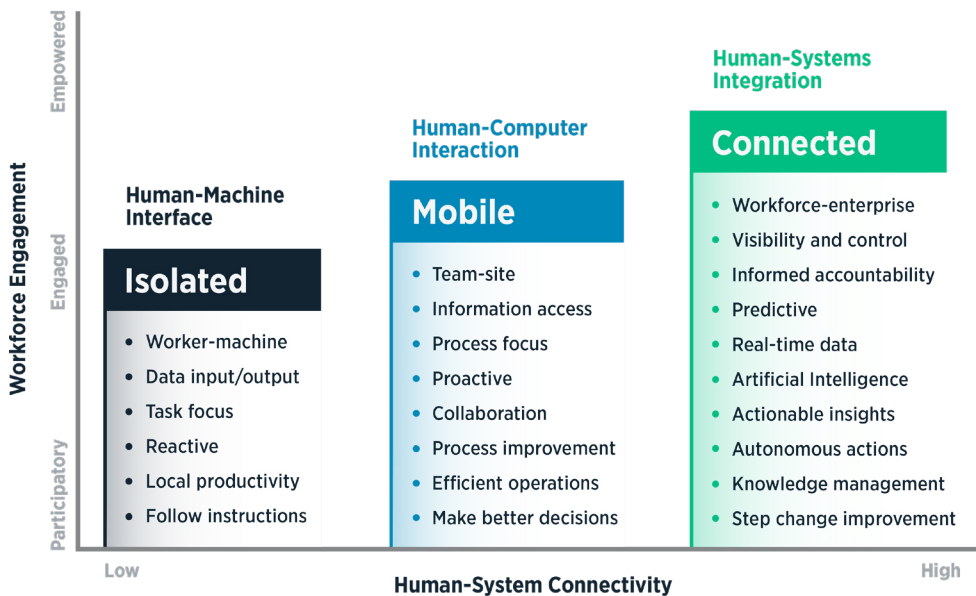 Workforce Engagement
Empowered
Engaged
Participatory
Human-Machine
Interface
Isolated
• Worker-machine
• Data input/output
• Task focus
• Reactive
• Local productivity
• Follow instructions
Human-Computer
Interaction
Mobile
• Team-site
• Information access
• Process focus
• Proactive
• Collaboration
• Process improvement
• Efficient operations
• Make better decisions
Human-Systems
Integration
Connected
• Workforce-enterprise
• Visibility and control
• Informed accountability
• Predictive
• Real-time data
• Artificial Intelligence
• Actionable insights
• Autonomous actions
• Knowledge management
• Step change improvement
Low
High
Human-System Connectivity